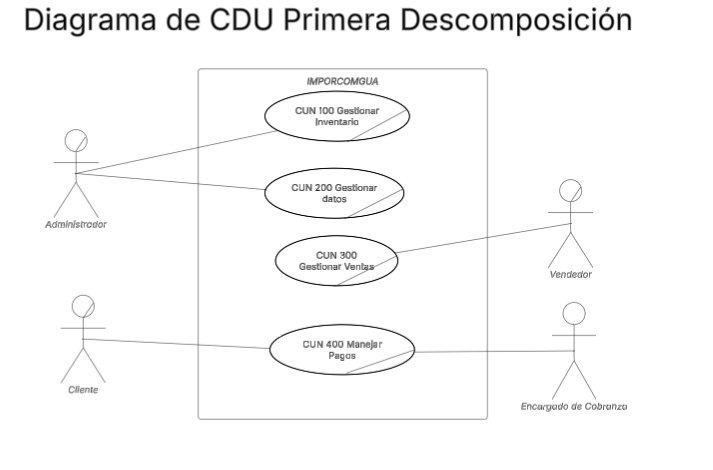 Diagrama de CDU Primera Descomposición
IMPORCOMGUA
CUN 100 Gestionar
Inventario
CUN 200 Gestionar
datos
CUN 300
Gestionar Ventas
CUN 400 Manejar
Pagos
Administrador
Cliente
Vendedor
Encargado de Cobranza